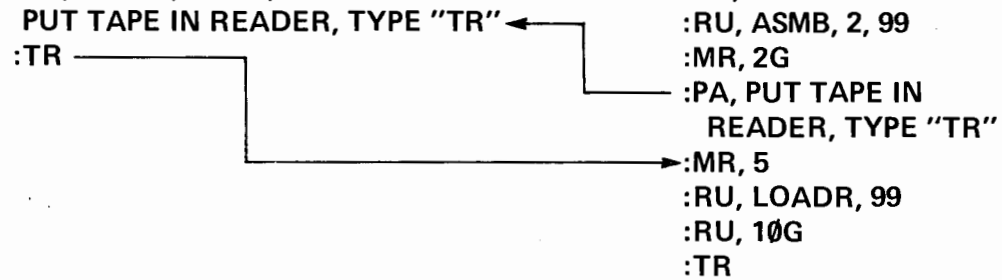 PUT TAPE IN READER, TYPE "TR"
:TR
:RU, ASMB, 2, 99
:MR, 2G
:PA, PUT TAPE IN
READER, TYPE "TR"
:MR, 5
:RU, LOADR, 99
:RU, 10G
:TR